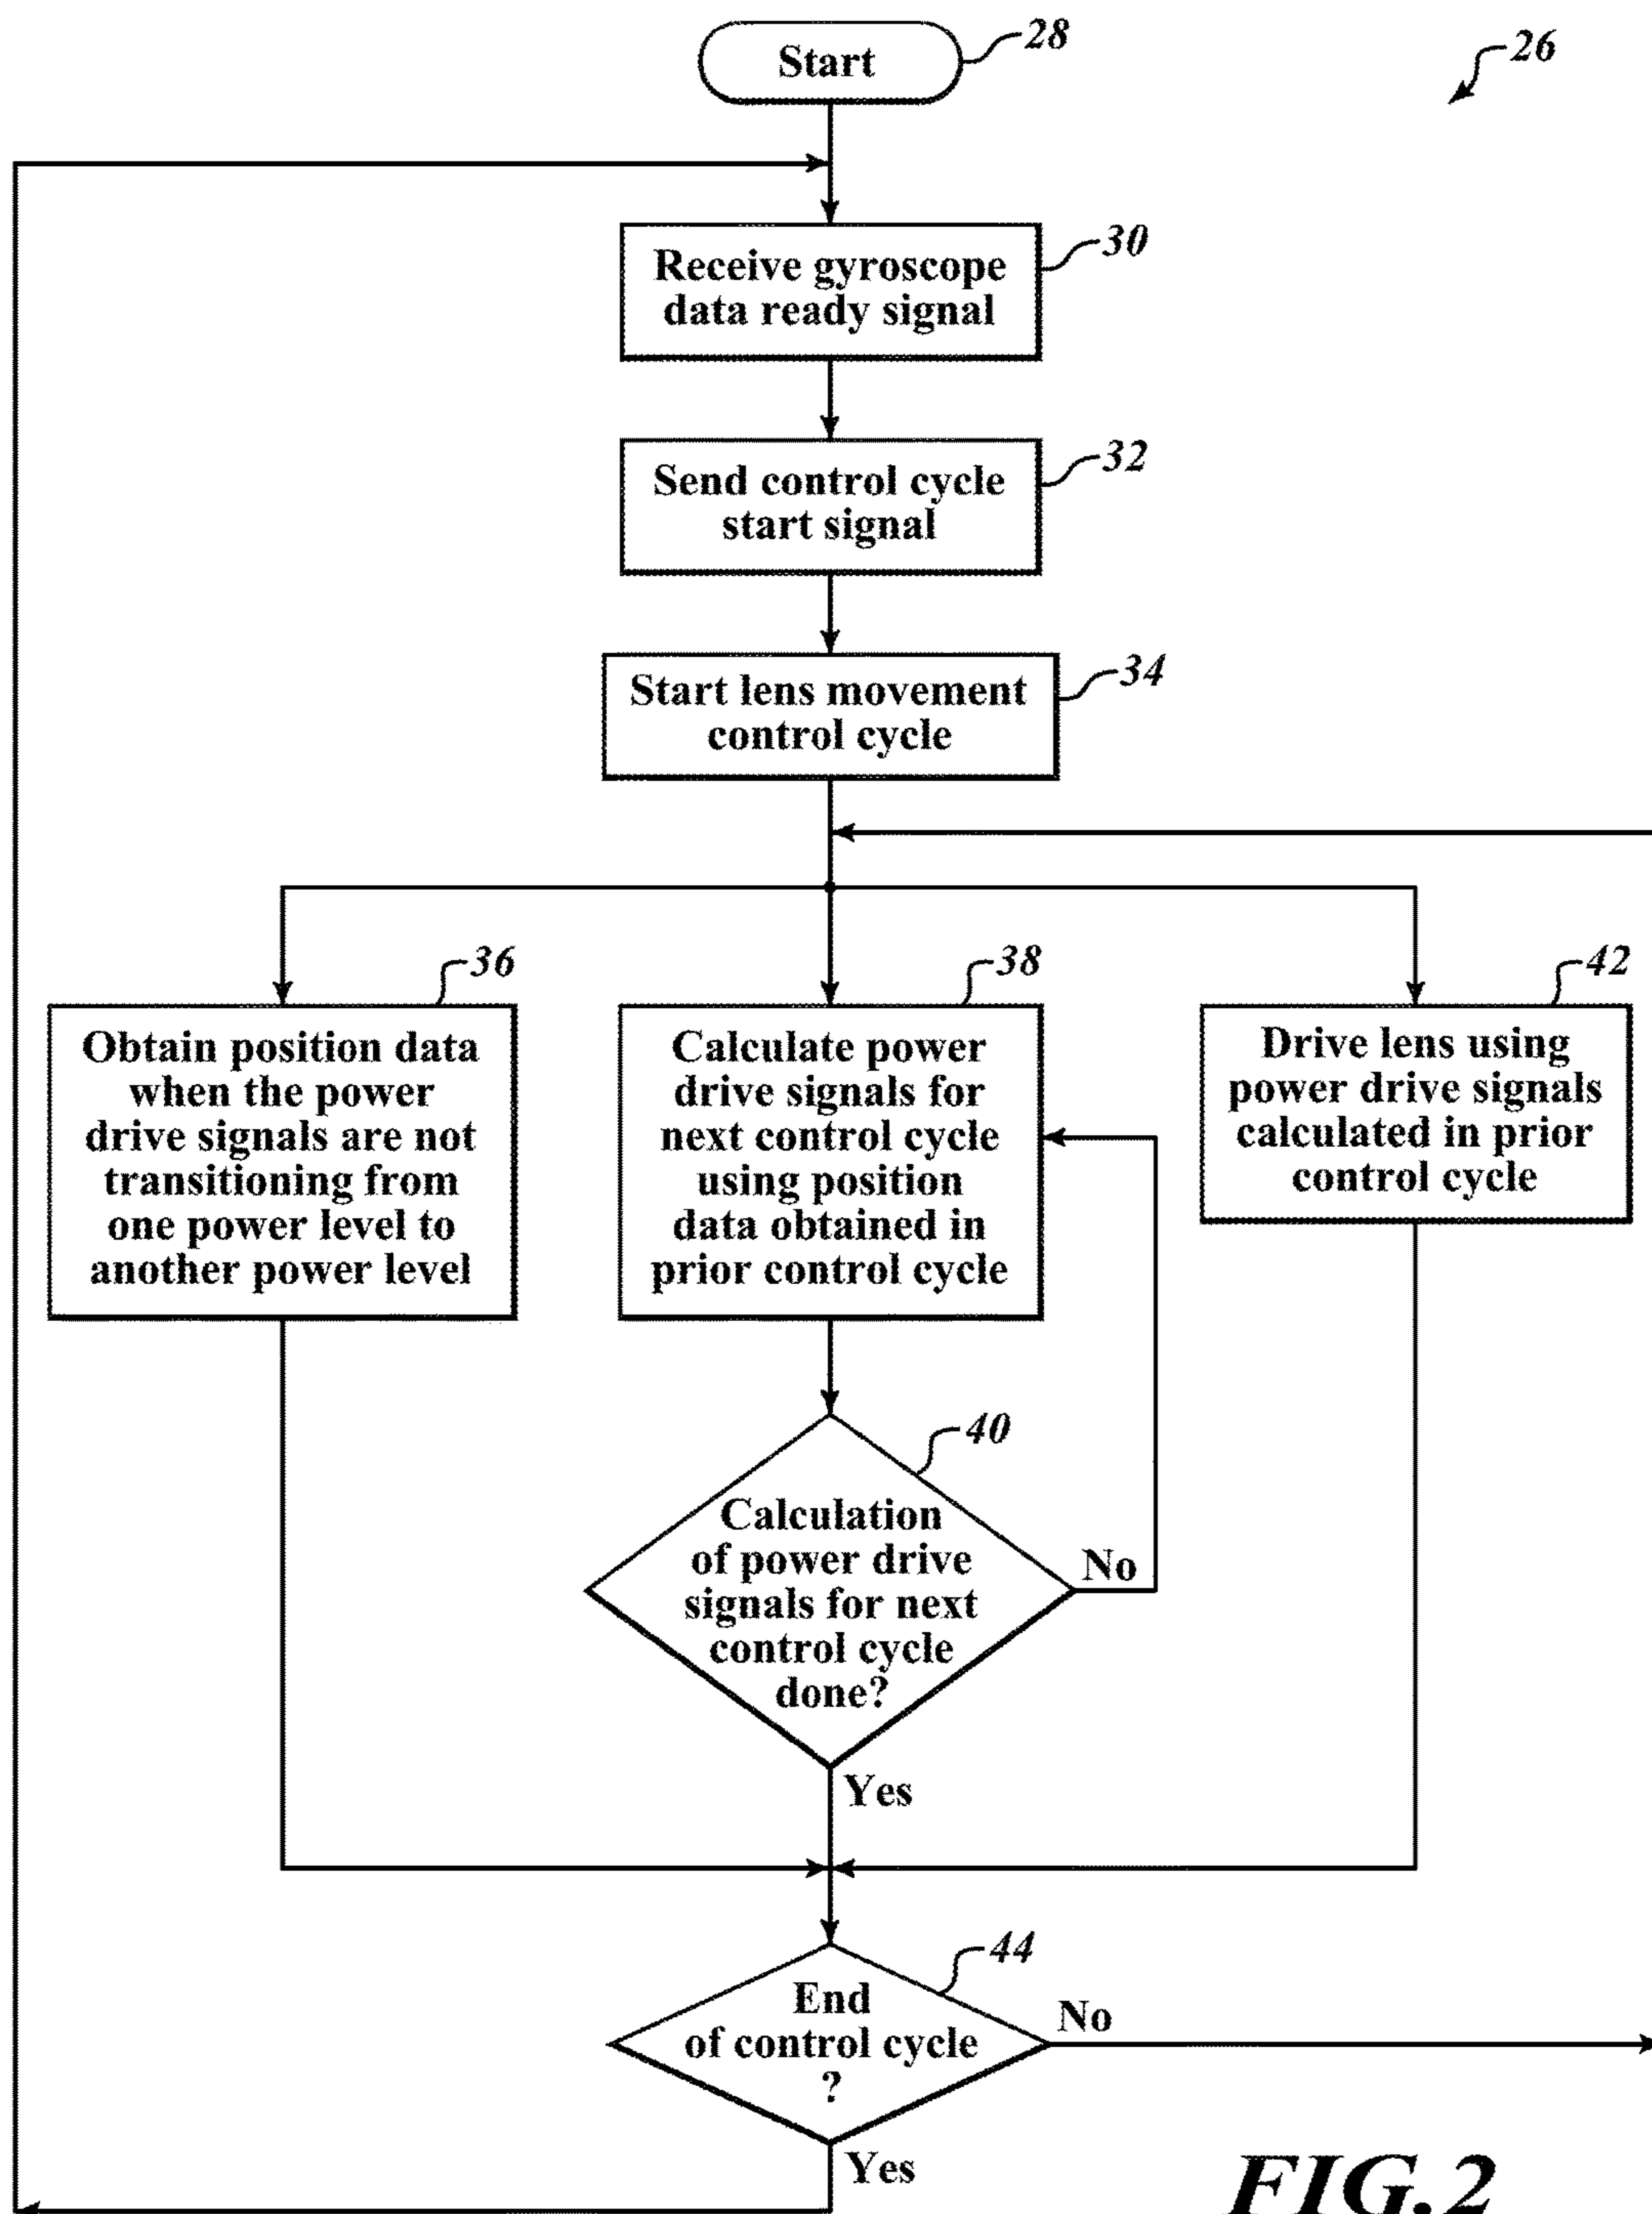 Start
28
26
Receive gyroscope
data ready signal
30
Send control cycle
start signal
32
Start lens movement
control cycle
34
36
Obtain position data
when the power
drive signals are not
transitioning from
one power level to
another power level
38
Calculate power
drive signals for
next control cycle
using position
data obtained in
prior control cycle
42
Drive lens using
power drive signals
calculated in prior
control cycle
40
Calculation
of power drive
signals for next
control cycle
done?
No
Yes
44
End
of control cycle
?
No
Yes
FIG.2